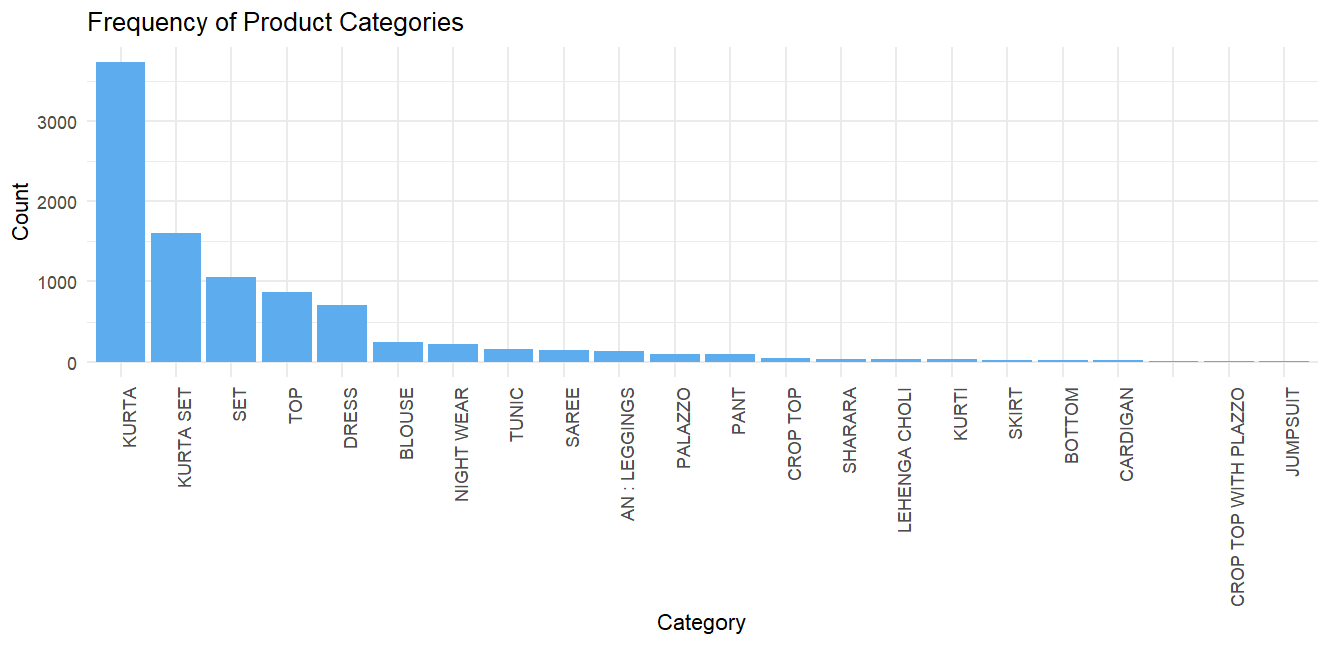 Frequency of Product Categories
Count
3000
2000
1000
0
KURTA
KURTA SET
SET
TOP
DRESS
BLOUSE
NIGHT WEAR
TUNIC
SAREE
AN : LEGGINGS
PALAZZO
PANT
CROP TOP
SHARARA
LEHENGA CHOLI
KURTI
SKIRT
BOTTOM
CARDIGAN
CROP TOP WITH PLAZZO
JUMPSUIT
Category